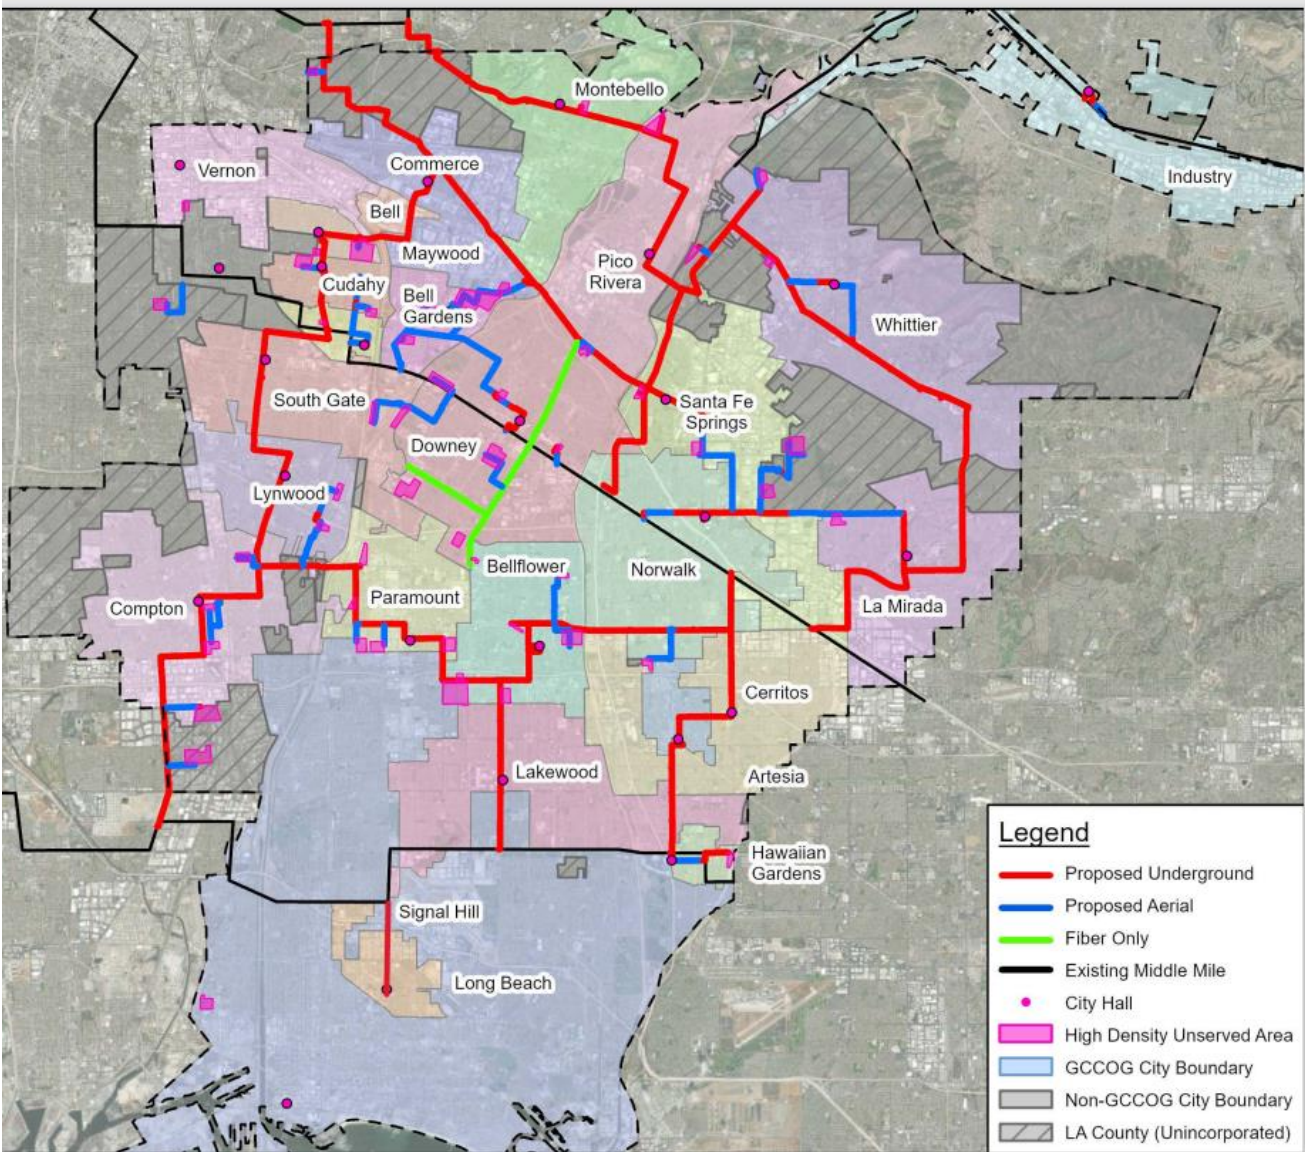 Montebello
Commerce
Vernon
Industry
Bell
Maywood
Pico
Rivera
Cudahy
Bell
Gardens
Whittier
South Gate
Santa Fe
Springs
Downey
Lynwood
Bellflower
Norwalk
Paramount
La Mirada
Compton
Cerritos
Lakewood
Artesia
Hawaiian
Gardens
Signal Hill
Long Beach
Legend
Proposed Underground
Proposed Aerial
Fiber Only
Existing Middle Mile
City Hall
High Density Unserved Area
GCCOG City Boundary
Non-GCCOG City Boundary
LA County (Unincorporated)